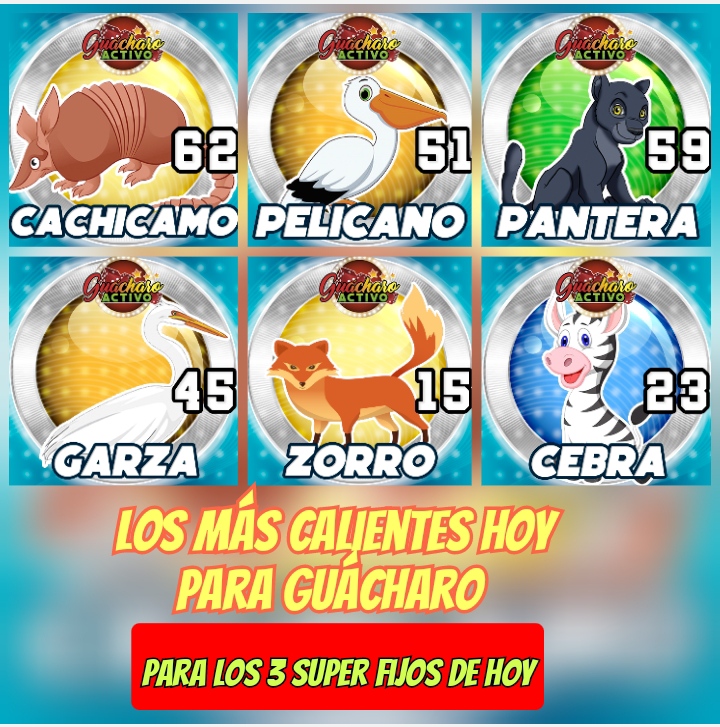 Guácharo
ACTIVO
62
CACHICAMO
Guácharo
ACTIVO
51
PELICANO
Guácharo
ACTIVO
59
PANTERA
Guácharo
ACTIVO
45
GARZA
Guácharo
ACTIVO
15
ZORRO
Guácharo
ACTIVO
23
CEBRA
LOS MÁS CALIENTES HOY
PARA GUÁCHARO
PARA LOS 3 SUPER FIJOS DE HOY